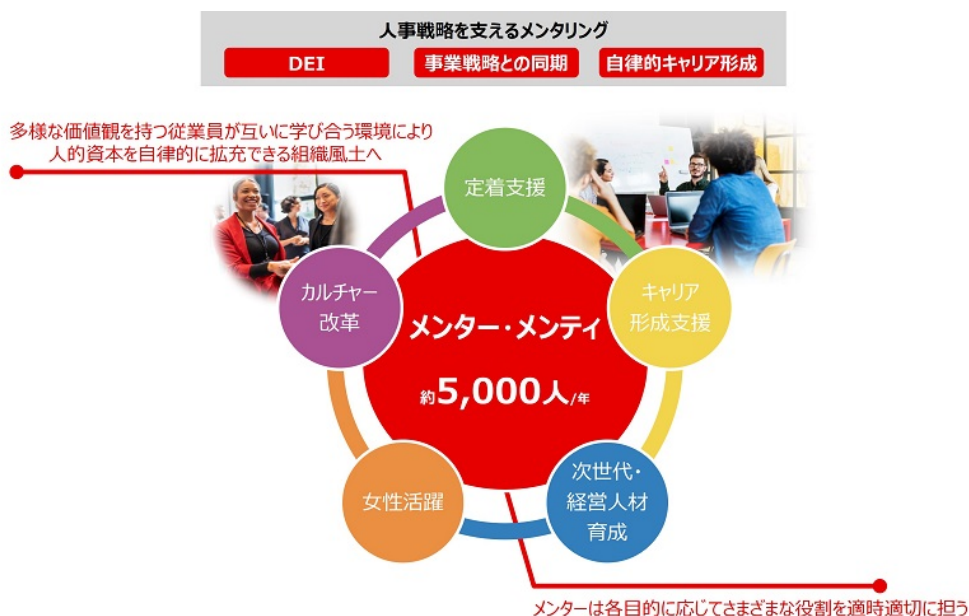 人事戦略を支えるメンタリング
DEI
事業戦略との同期
自律的キャリア形成
多様な価値観を持つ従業員が互いに学び合う環境により
人的資本を自律的に拡充できる組織風土へ
定着支援
カルチャー
改革
キャリア
形成支援
メンター・メンティ
約5,000人/年
女性活躍
次世代・
経営人材
育成
メンターは各目的に応じてさまざまな役割を適時適切に担う